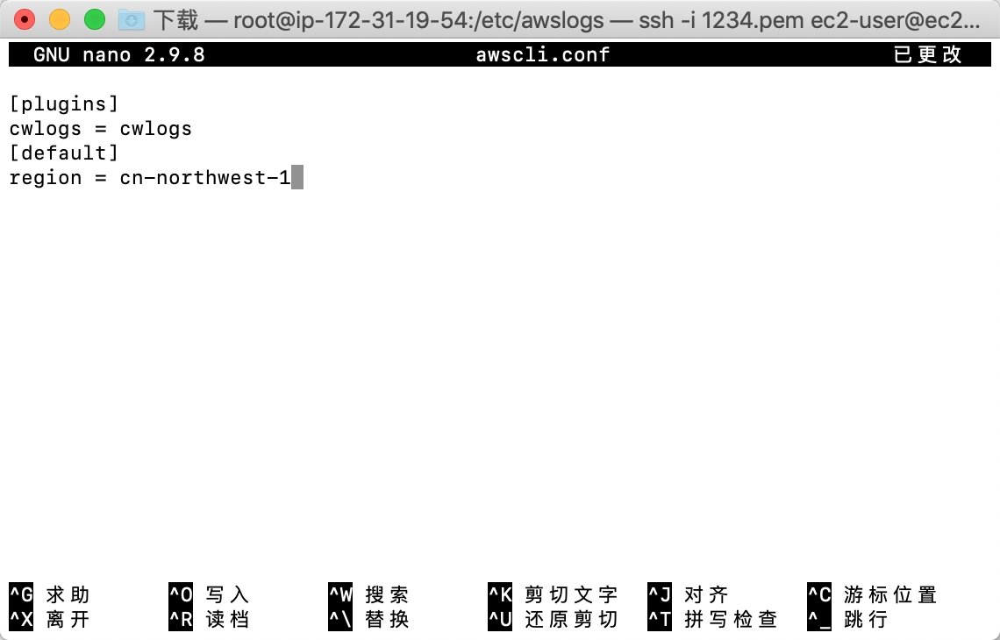 下载 — root@ip-172-31-19-54:/etc/awslogs — ssh -i 1234.pem ec2-user@ec2...
GNU nano 2.9.8 awscli.conf 已更改
[plugins]
cwlogs = cwlogs
[default]
region = cn-northwest-1
^G 求助 ^O 写入 ^W 搜索 ^K 剪切文字 ^J 对齐 ^C 游标位置
^X 离开 ^R 读档 ^\ 替换 ^U 还原剪切 ^T 拼写检查 ^_ 跳行